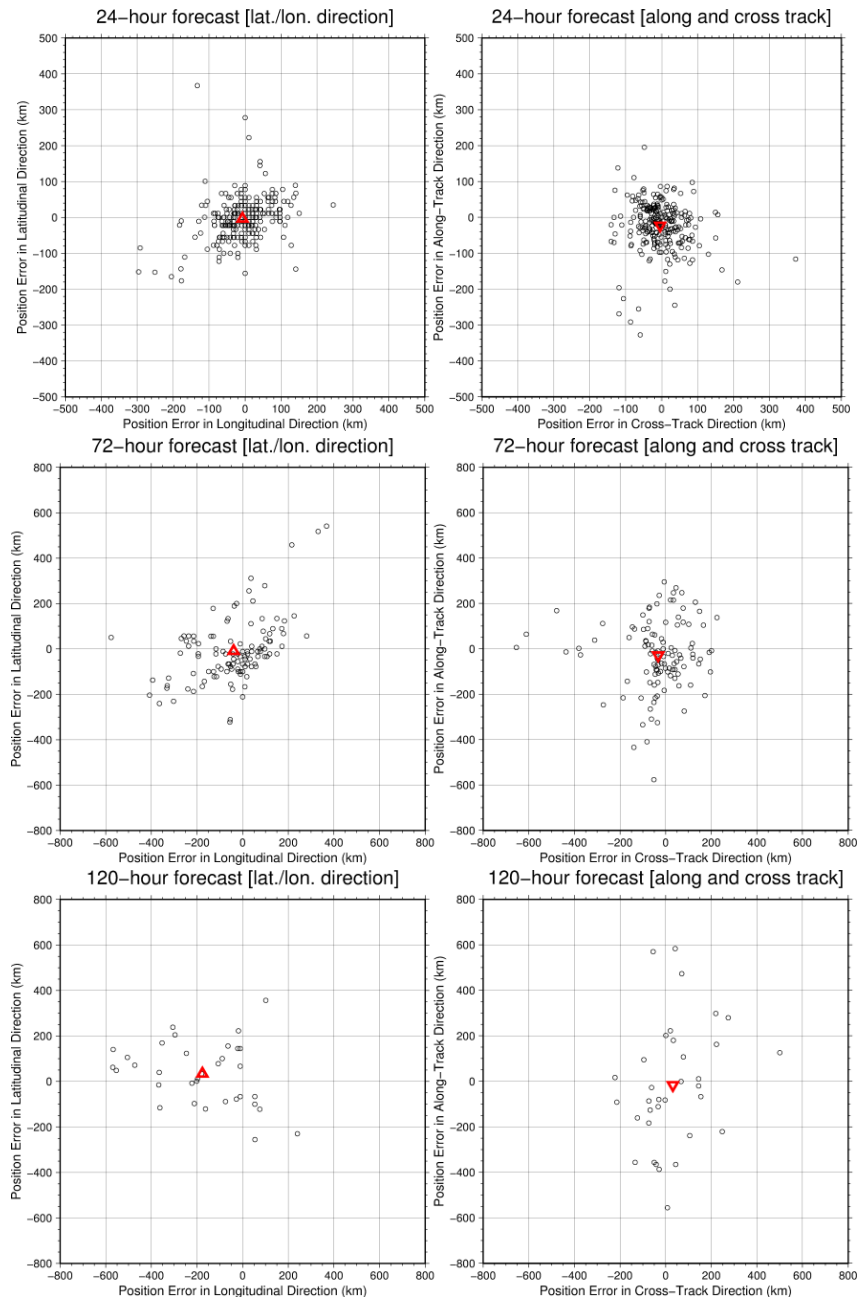 24−hour forecast [lat./lon. direction]
24−hour forecast [along and cross track]
500
400
300
200
100
0
−100
−200
−300
−400
−500
Position Error in Latitudinal Direction (km)
−500 −400 −300 −200 −100 0 100 200 300 400 500
Position Error in Longitudinal Direction (km)
500
400
300
200
100
0
−100
−200
−300
−400
−500
Position Error in Along−Track Direction (km)
−500 −400 −300 −200 −100 0 100 200 300 400 500
Position Error in Cross−Track Direction (km)
72−hour forecast [lat./lon. direction]
72−hour forecast [along and cross track]
800
600
400
200
0
−200
−400
−600
−800
Position Error in Latitudinal Direction (km)
−800 −600 −400 −200 0 200 400 600 800
Position Error in Longitudinal Direction (km)
800
600
400
200
0
−200
−400
−600
−800
Position Error in Along−Track Direction (km)
−800 −600 −400 −200 0 200 400 600 800
Position Error in Cross−Track Direction (km)
120−hour forecast [lat./lon. direction]
120−hour forecast [along and cross track]
800
600
400
200
0
−200
−400
−600
−800
Position Error in Latitudinal Direction (km)
−800 −600 −400 −200 0 200 400 600 800
Position Error in Longitudinal Direction (km)
800
600
400
200
0
−200
−400
−600
−800
Position Error in Along−Track Direction (km)
−800 −600 −400 −200 0 200 400 600 800
Position Error in Cross−Track Direction (km)